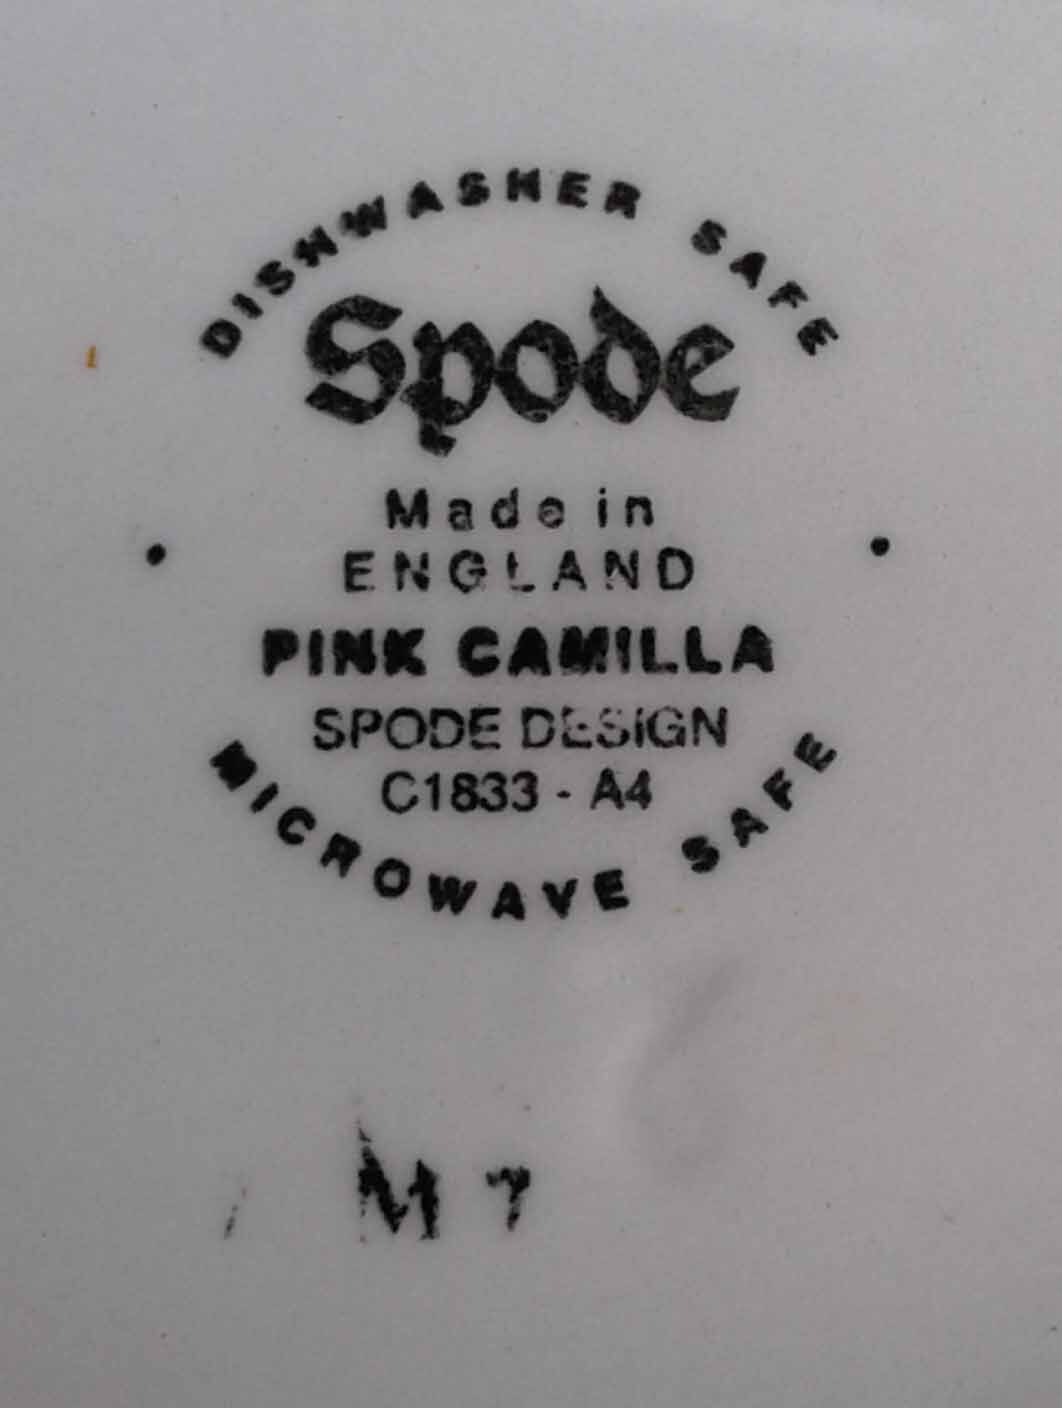 DISHWASHER SAFE
Spode
Made in
ENGLAND
PINK CAMILLA
SPODE DESIGN
C1833 - A4
MICROWAVE SAFE
M 7